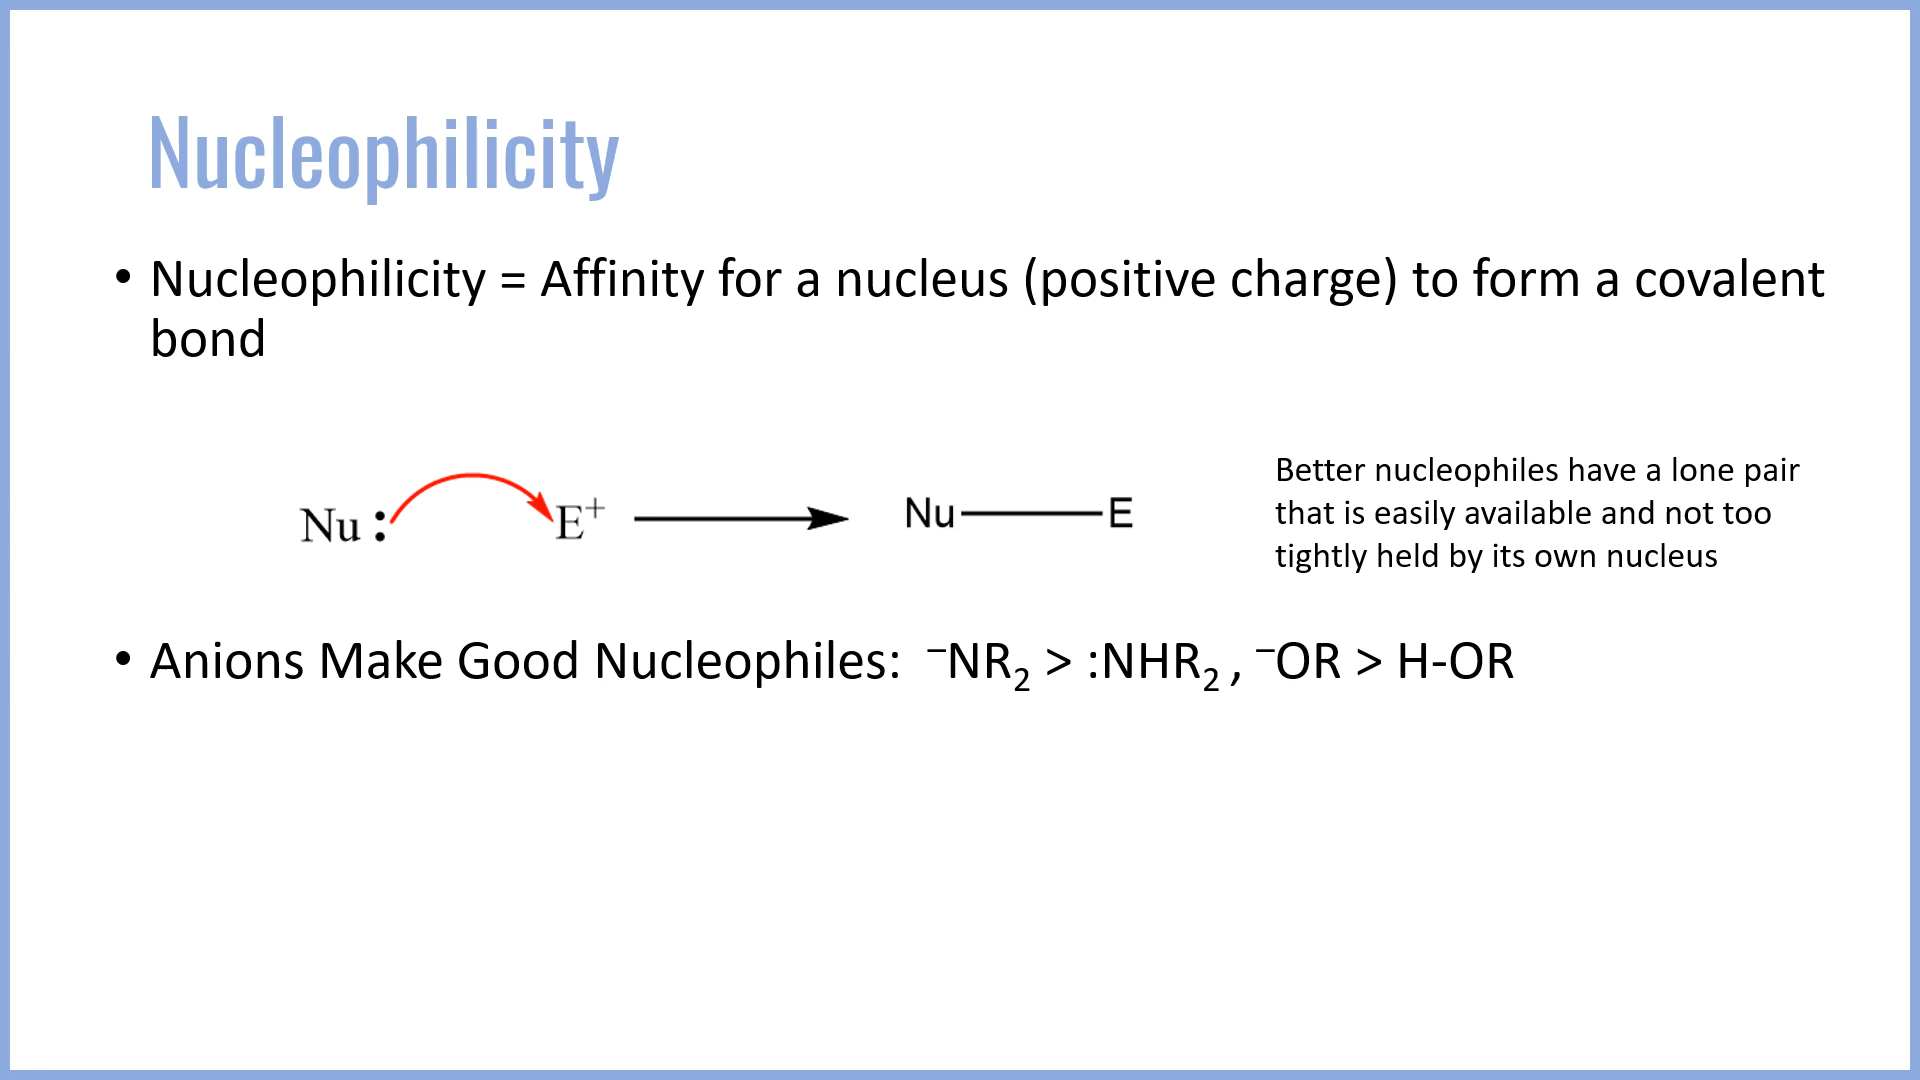 Nucleophilicity
• Nucleophilicity = Affinity for a nucleus (positive charge) to form a covalent
bond
Nu : E⁺ Nu—E
Better nucleophiles have a lone pair
that is easily available and not too
tightly held by its own nucleus
• Anions Make Good Nucleophiles: ⁻NR₂ > :NHR₂ , ⁻OR > H-OR